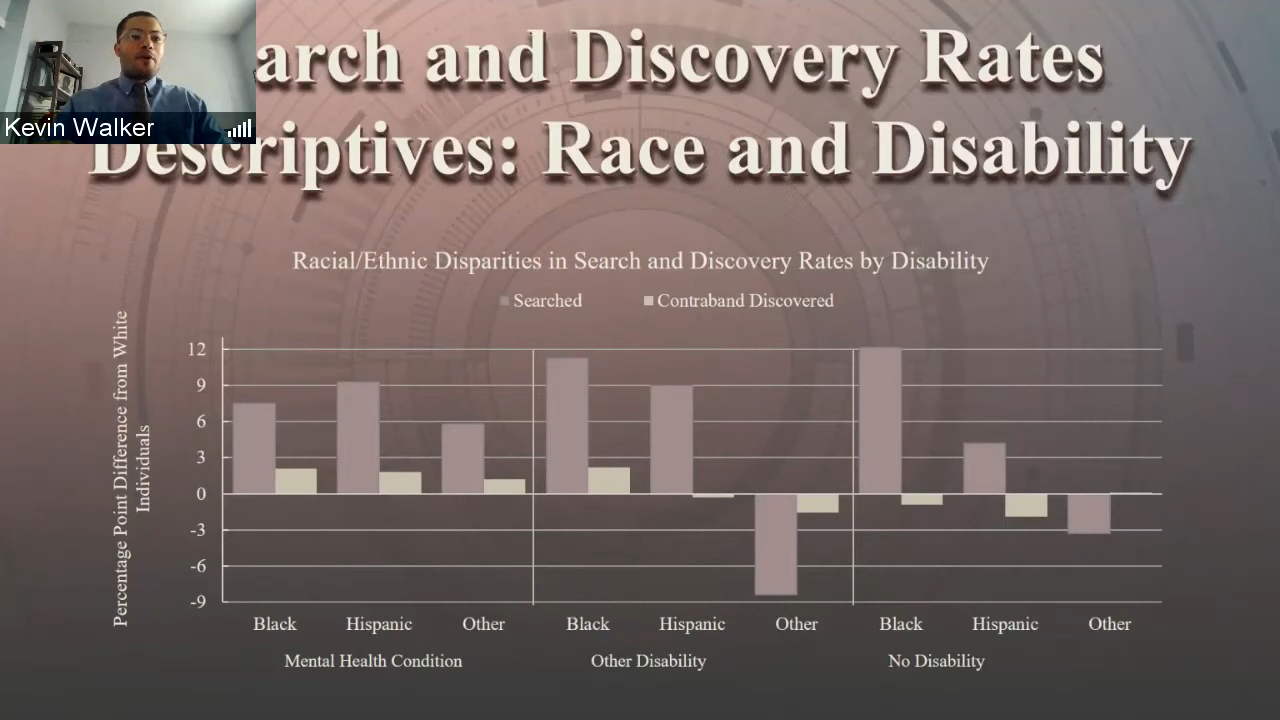 arch and Discovery Rates
Kevin Walker
Descriptives: Race and Disability
Racial/Ethnic Disparities in Search and Discovery Rates by Disability
Searched Contraband Discovered
Percentage Point Difference from White
Individuals
12
9
6
3
0
-3
-6
-9
Black Hispanic Other Black Hispanic Other Black Hispanic Other
Mental Health Condition Other Disability No Disability